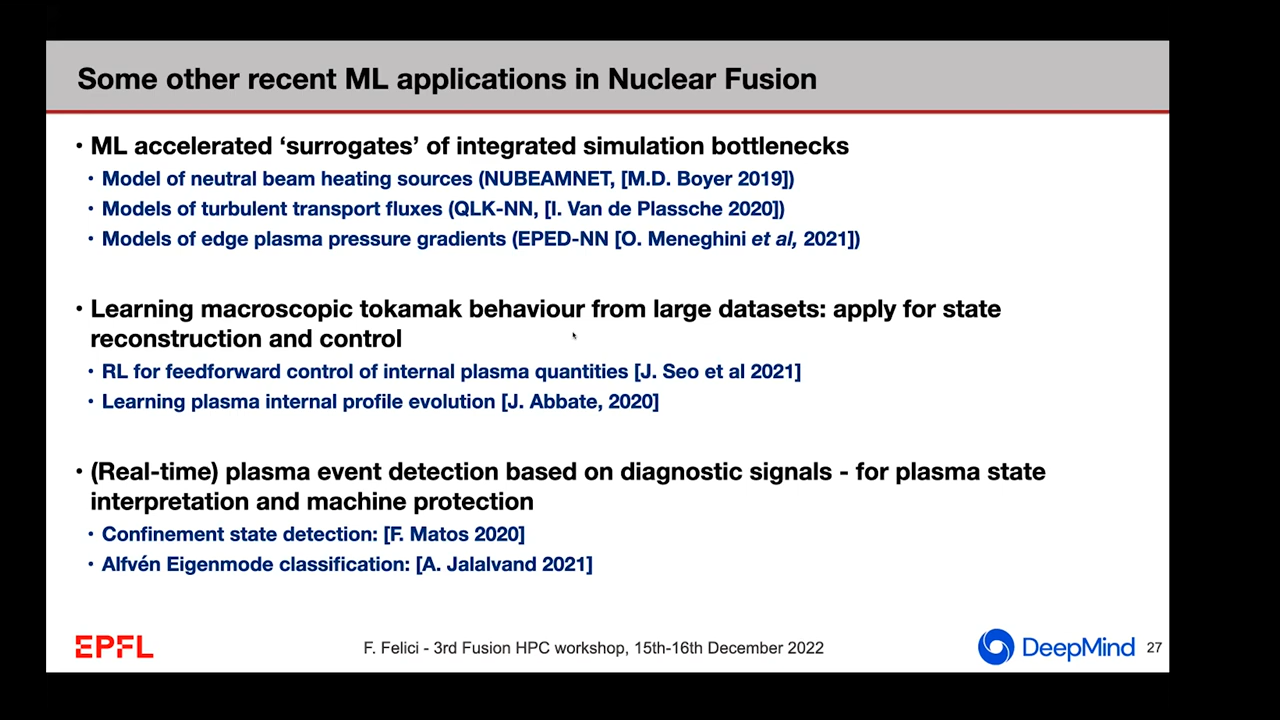 Some other recent ML applications in Nuclear Fusion
• ML accelerated ‘surrogates’ of integrated simulation bottlenecks
• Model of neutral beam heating sources (NUBEAMNET, [M.D. Boyer 2019])
• Models of turbulent transport fluxes (QLK-NN, [I. Van de Plassche 2020])
• Models of edge plasma pressure gradients (EPED-NN [O. Meneghini et al, 2021])
• Learning macroscopic tokamak behaviour from large datasets: apply for state
reconstruction and control
• RL for feedforward control of internal plasma quantities [J. Seo et al 2021]
• Learning plasma internal profile evolution [J. Abbate, 2020]
• (Real-time) plasma event detection based on diagnostic signals - for plasma state
interpretation and machine protection
• Confinement state detection: [F. Matos 2020]
• Alfvén Eigenmode classification: [A. Jalalvand 2021]
EPFL
F. Felici - 3rd Fusion HPC workshop, 15th-16th December 2022
DeepMind
27